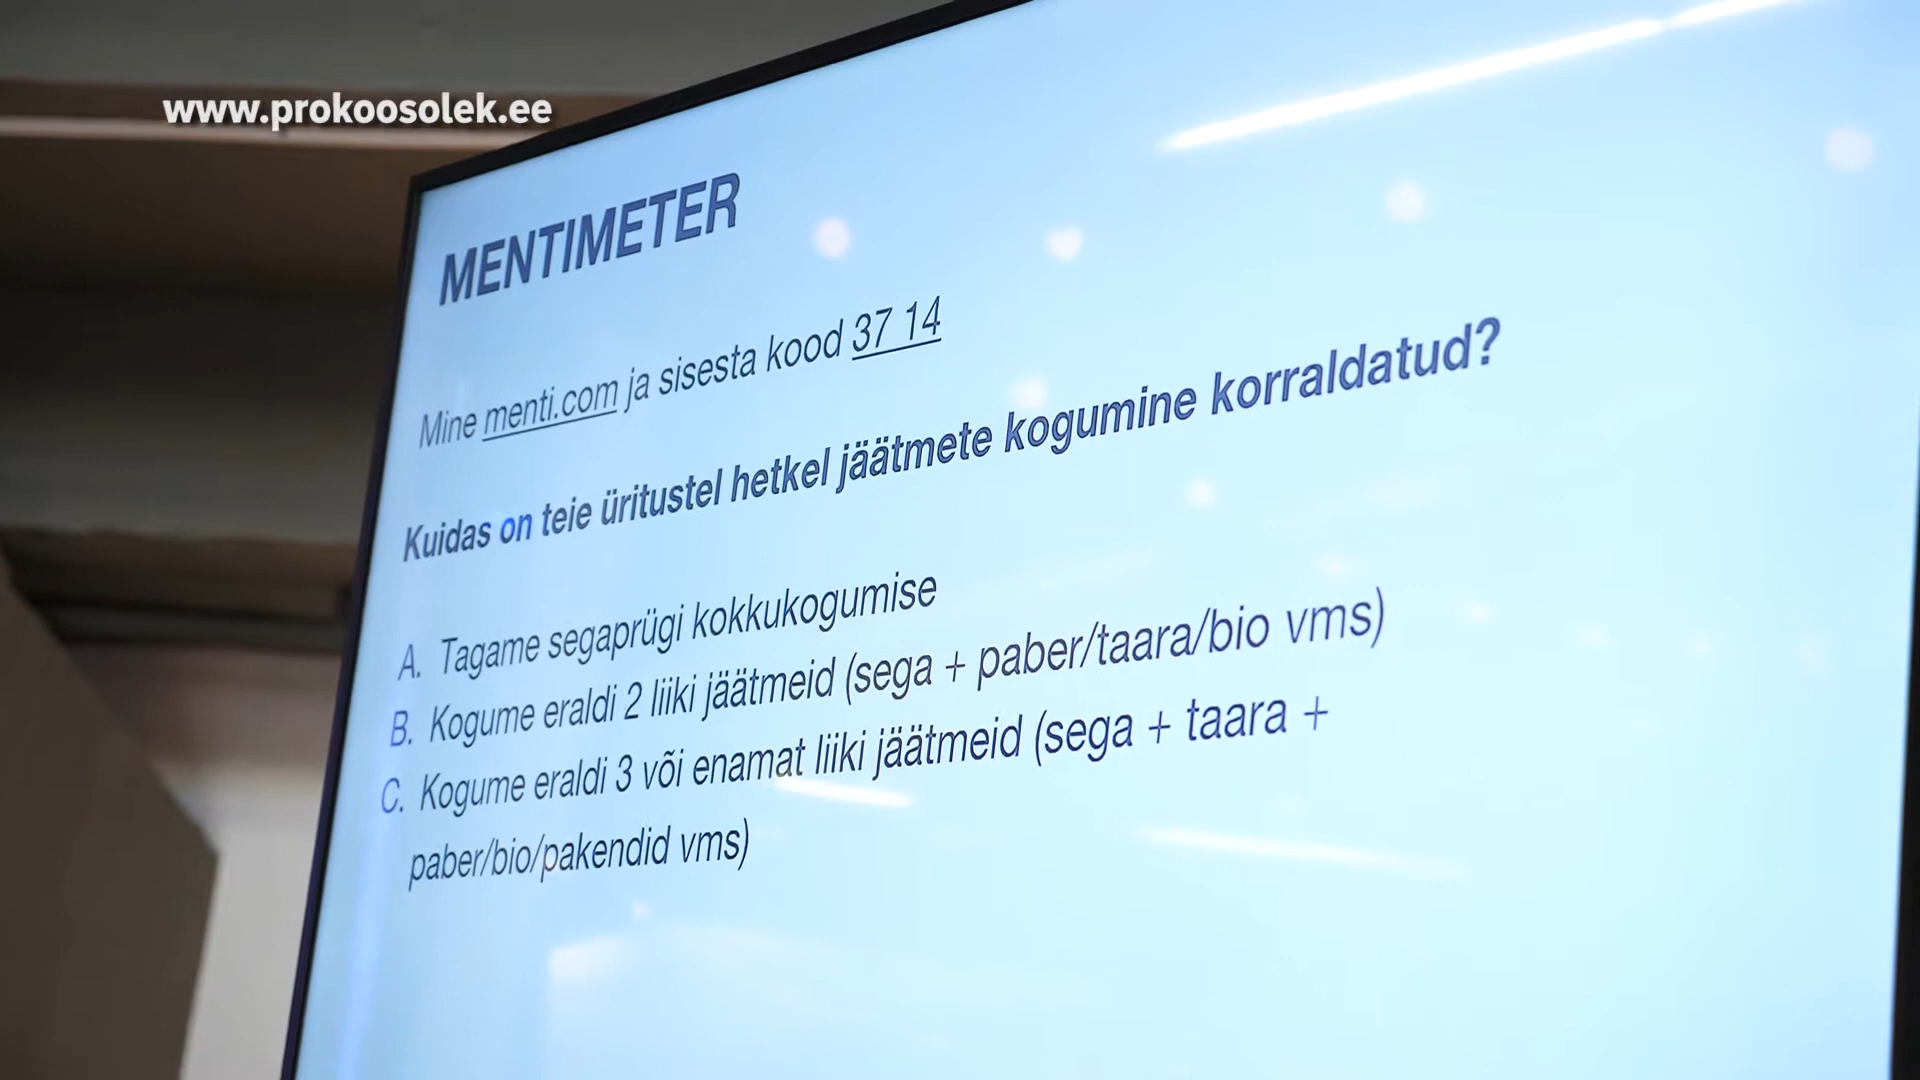 www.prokoosolek.ee
MENTIMETER
Mine menti.com ja sisesta kood 37 14
Kuidas on teie üritustel hetkel jäätmete kogumine korraldatud?
A. Tagame segaprügi kokkukogumise
B. Kogume eraldi 2 liiki jäätmeid (sega + paber/taara/bio vms)
C. Kogume eraldi 3 või enamat liiki jäätmeid (sega + taara +
paber/bio/pakendid vms)